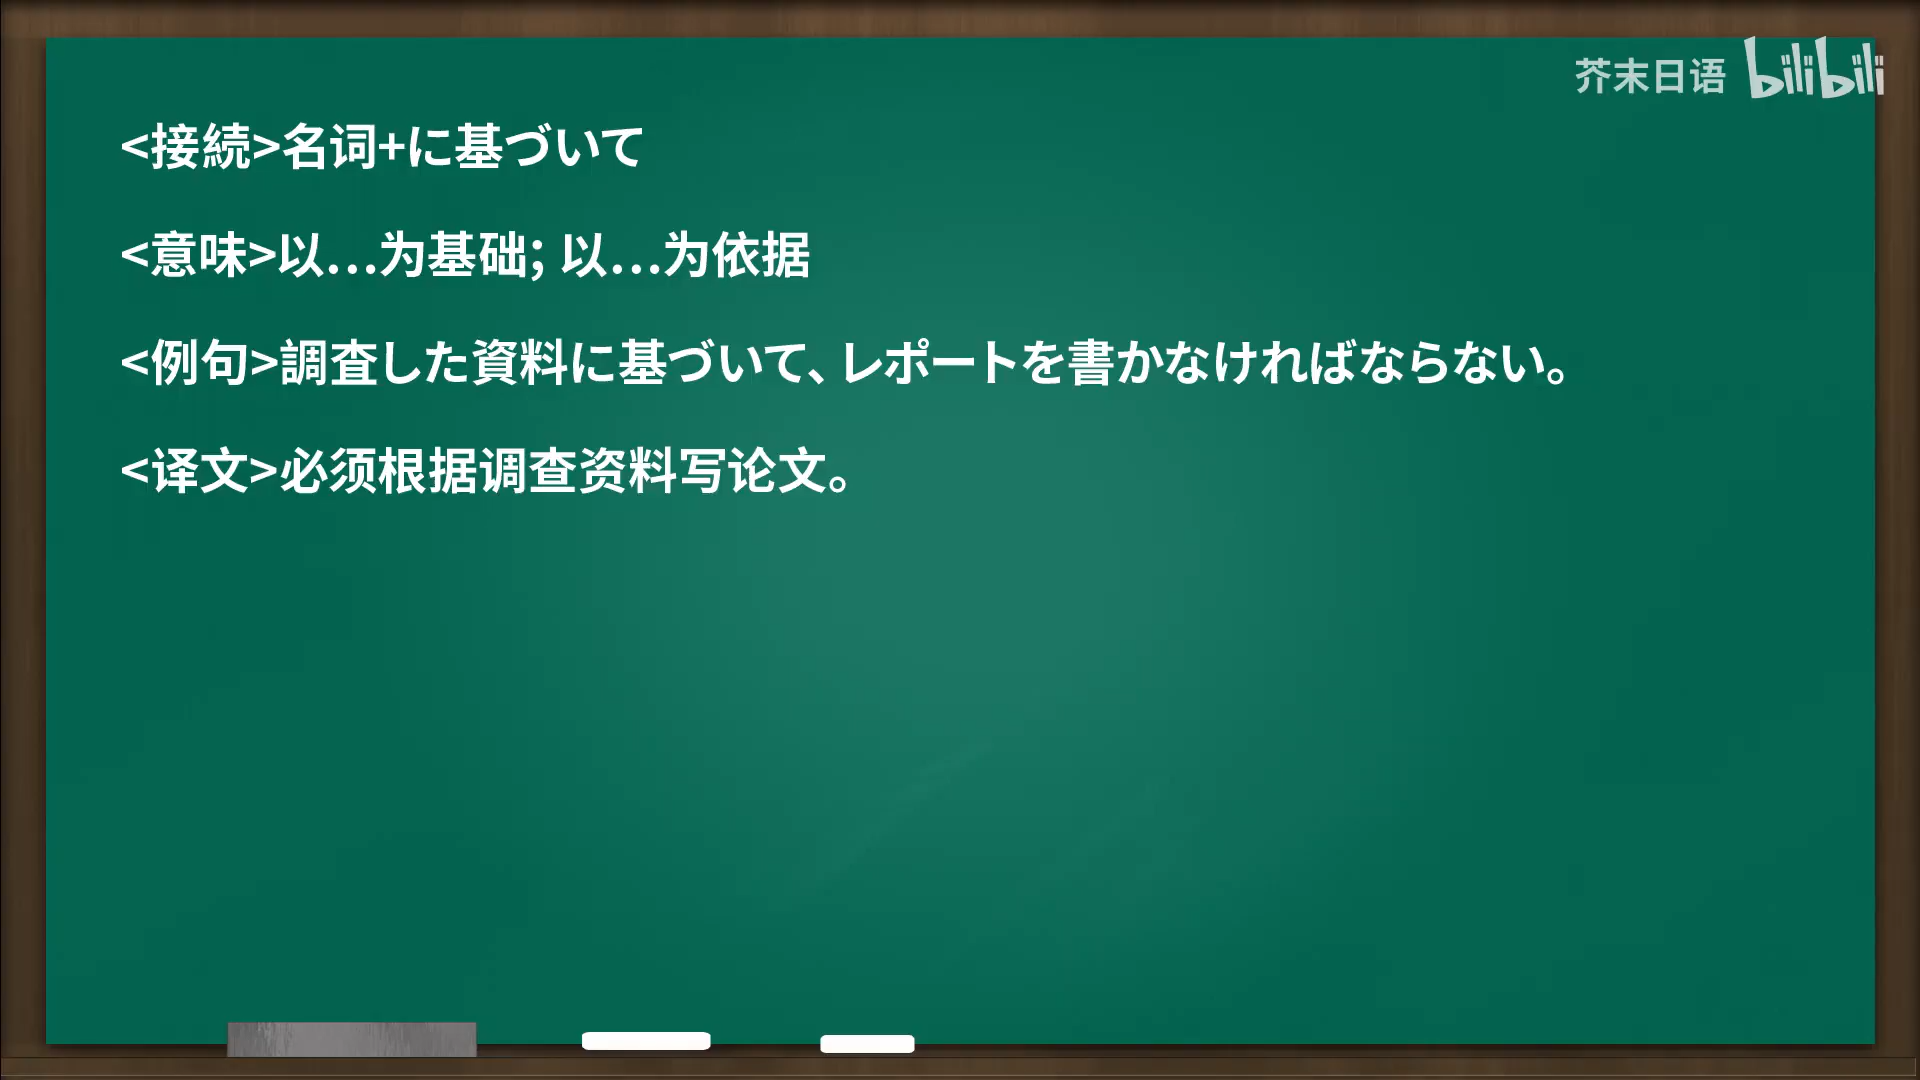 芥末日语 bilibili
<接続>名词+に基づいて
<意味>以…为基础；以…为依据
<例句>調査した資料に基づいて、レポートを書かなければならない。
<译文>必须根据调查资料写论文。